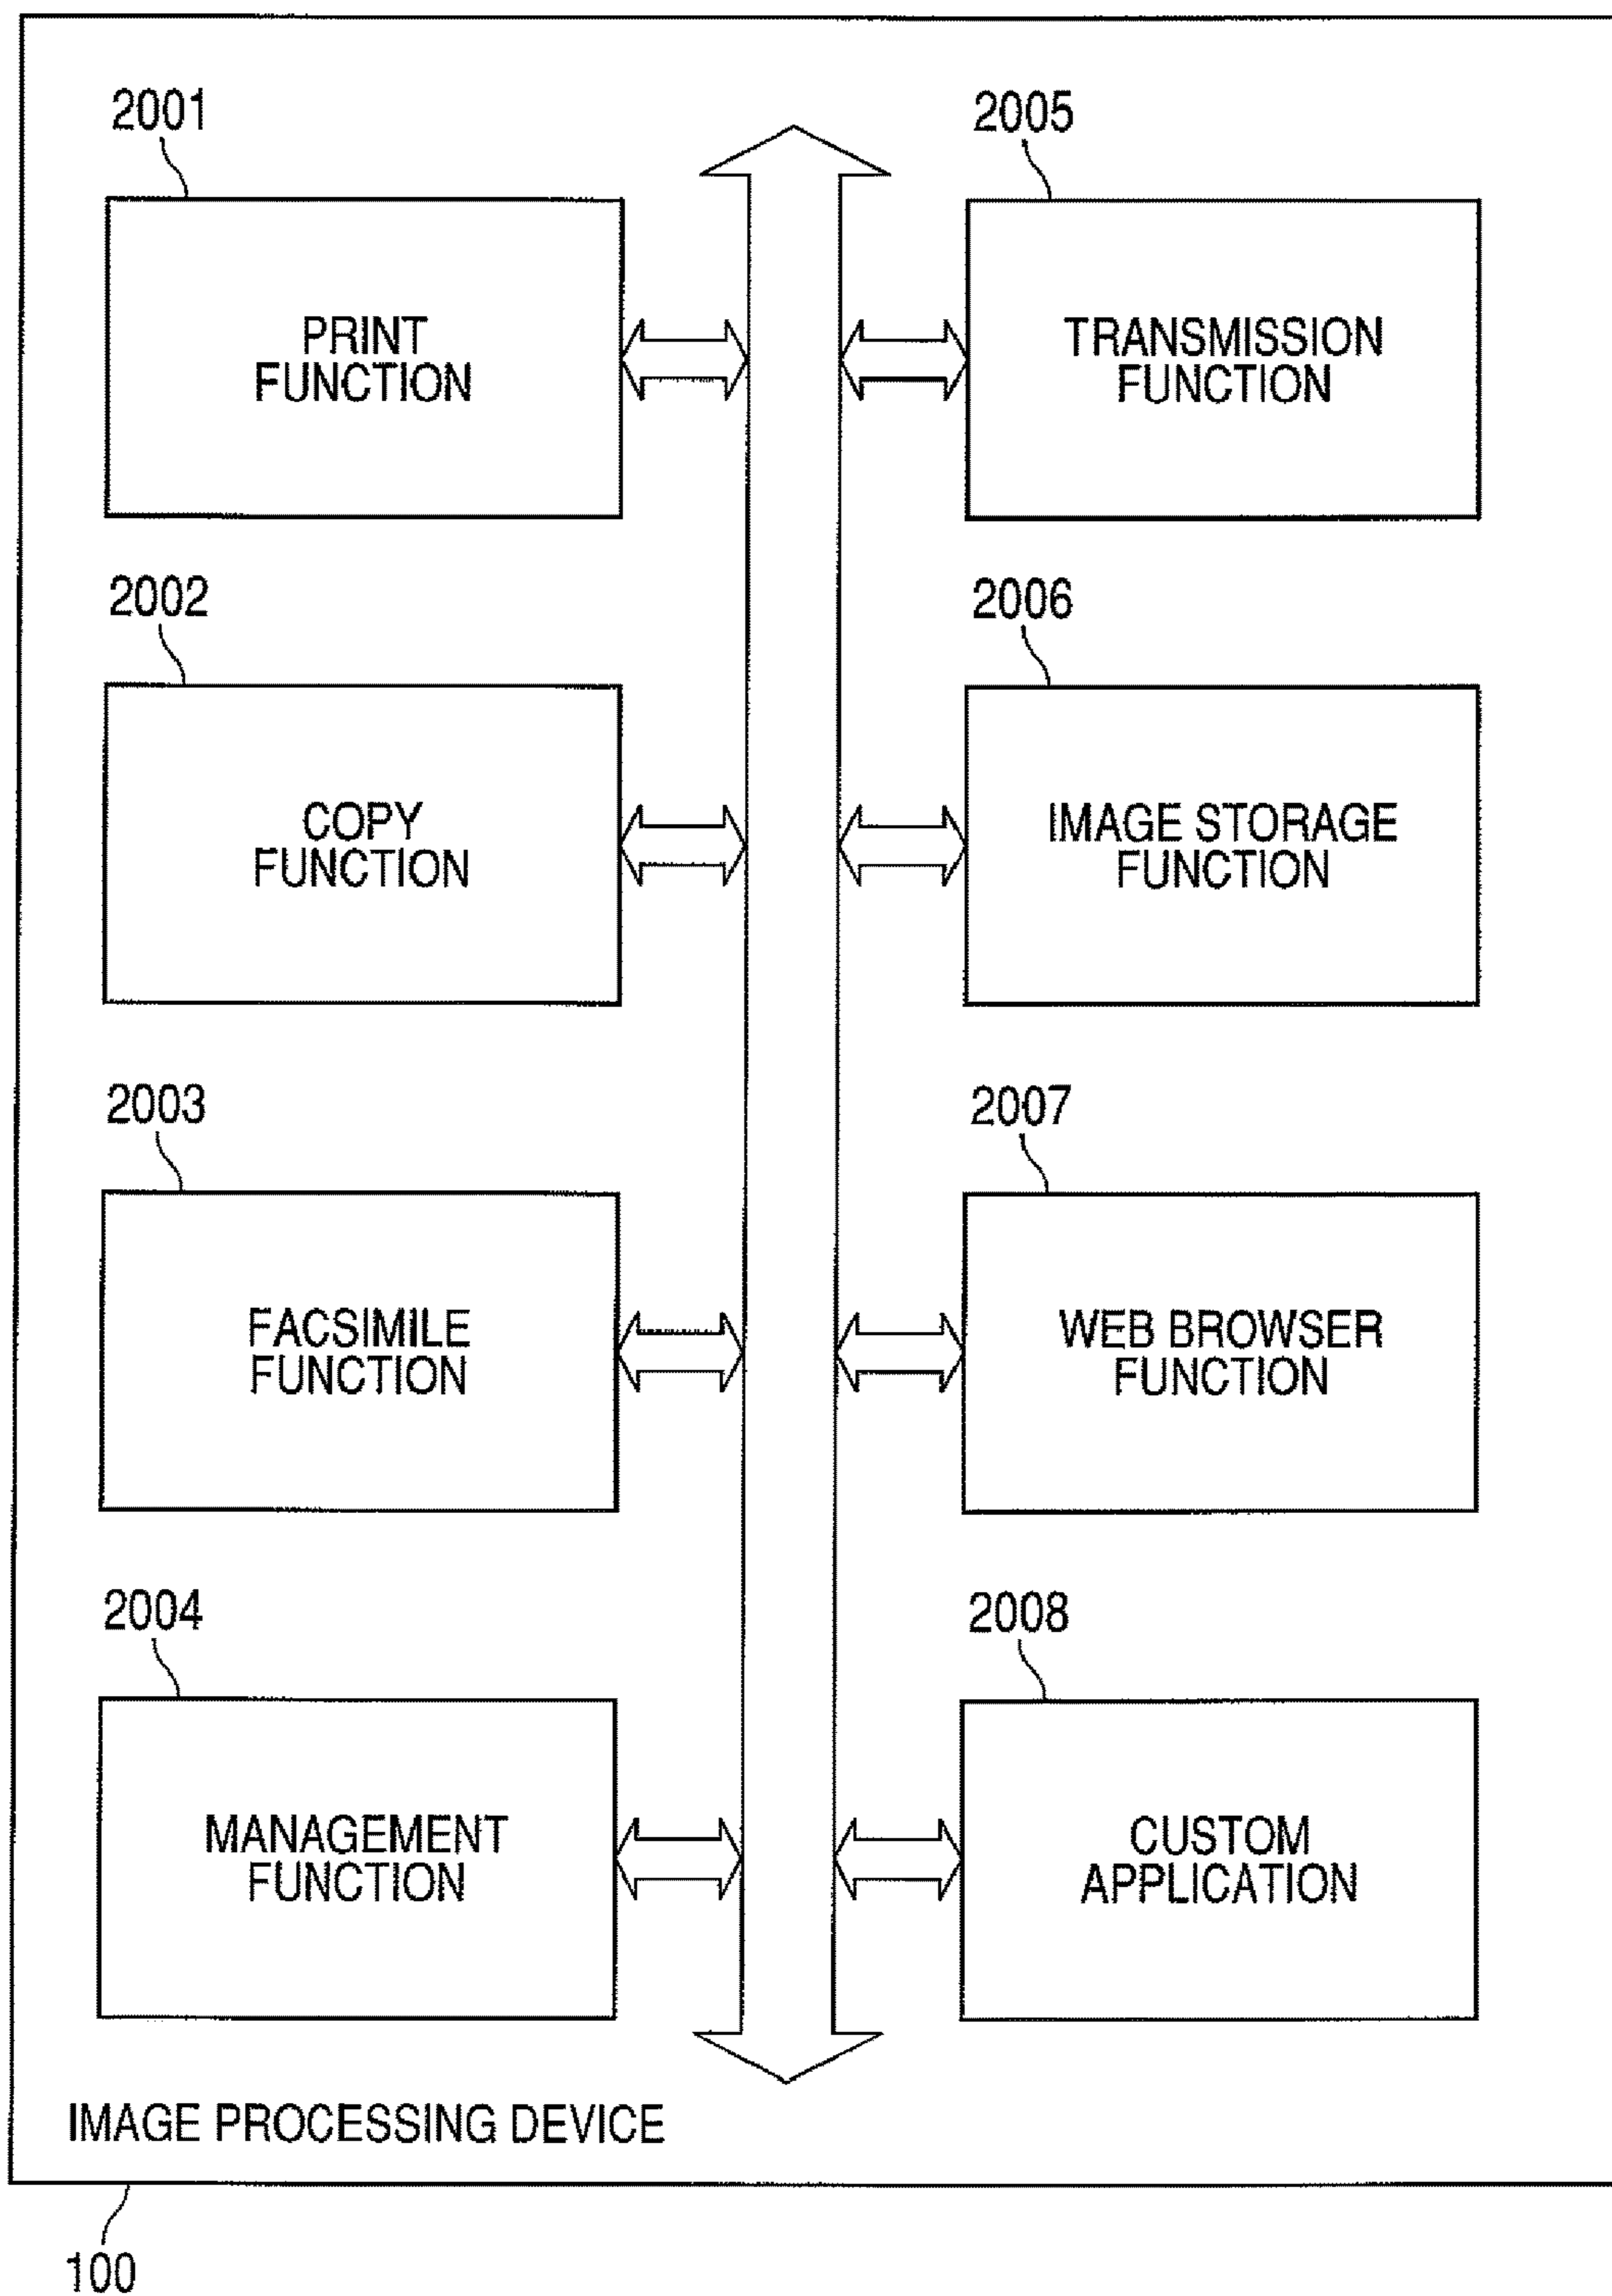 2001
PRINT
FUNCTION
2005
TRANSMISSION
FUNCTION
2002
COPY
FUNCTION
2006
IMAGE STORAGE
FUNCTION
2003
FACSIMILE
FUNCTION
2007
WEB BROWSER
FUNCTION
2004
MANAGEMENT
FUNCTION
2008
CUSTOM
APPLICATION
IMAGE PROCESSING DEVICE
100